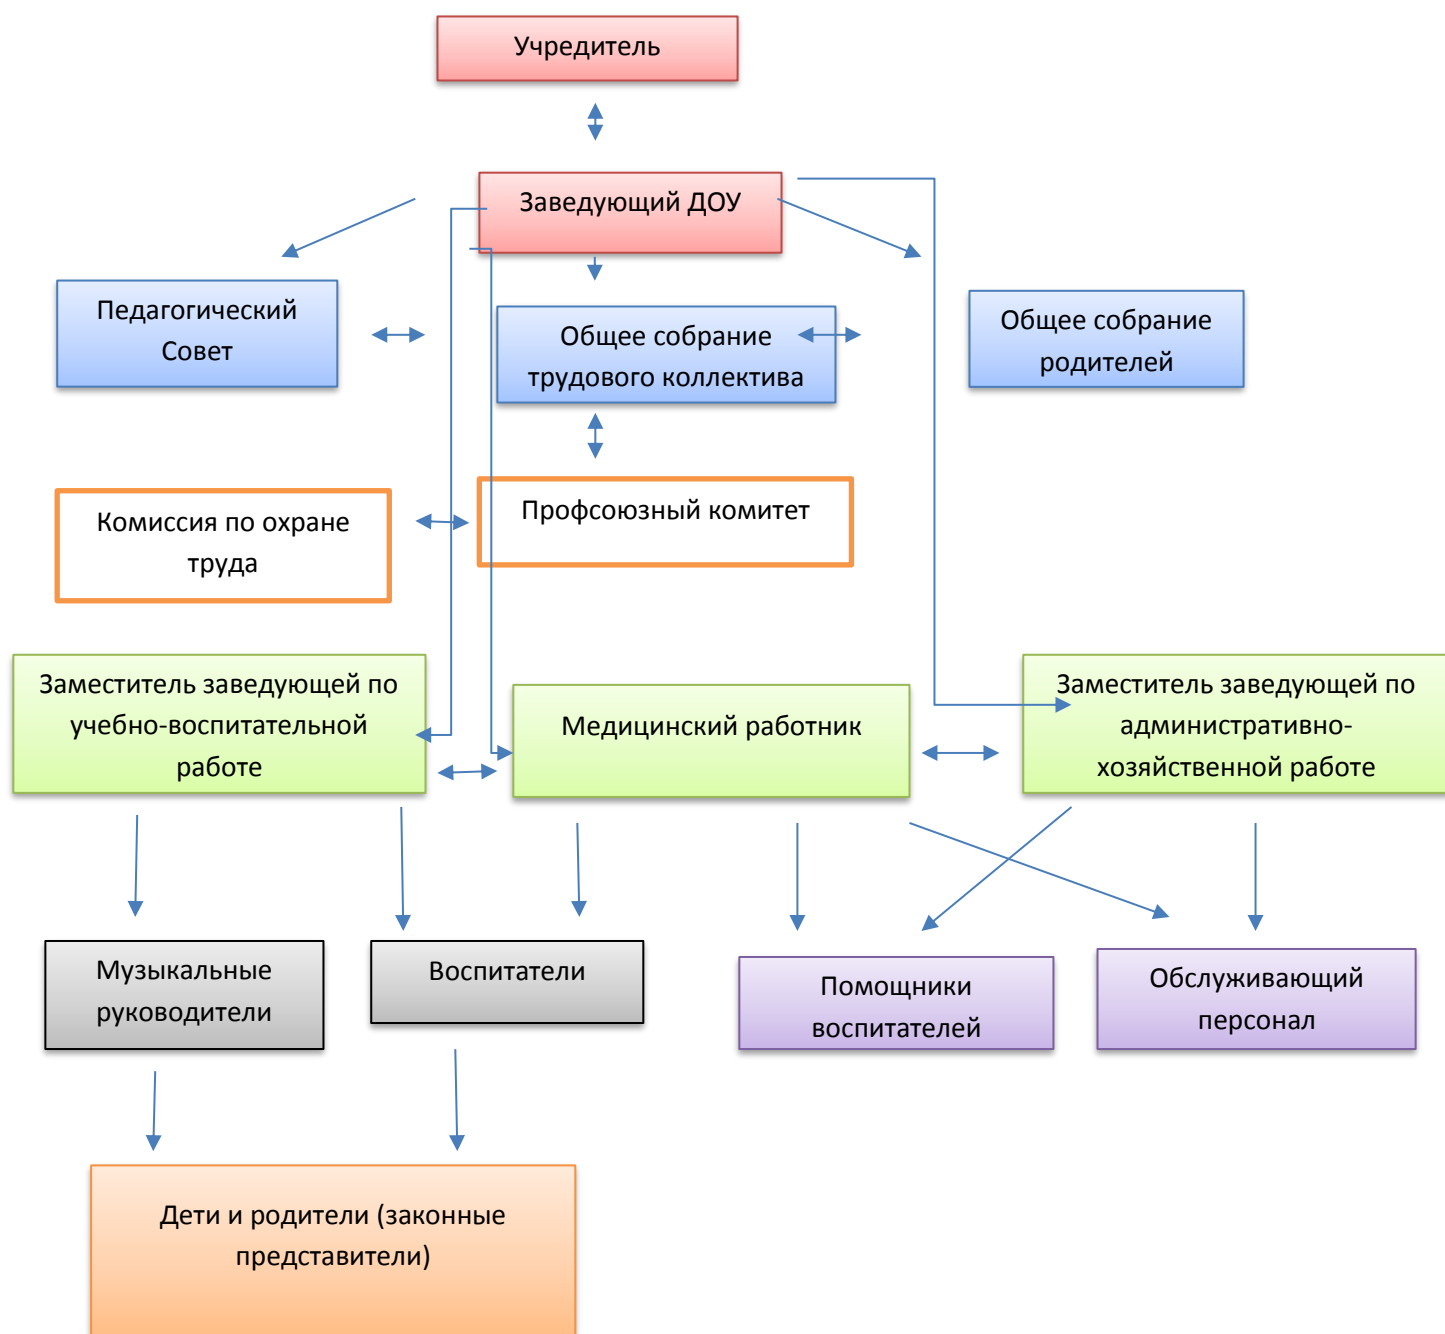 Учредитель
Заведующий ДОУ
Педагогический
Совет
Общее собрание
трудового коллектива
Общее собрание
родителей
Комиссия по охране
труда
Профсоюзный комитет
Заместитель заведующей по
учебно-воспитательной
работе
Медицинский работник
Заместитель заведующей по
административно-
хозяйственной работе
Музыкальные
руководители
Воспитатели
Помощники
воспитателей
Обслуживающий
персонал
Дети и родители (законные
представители)